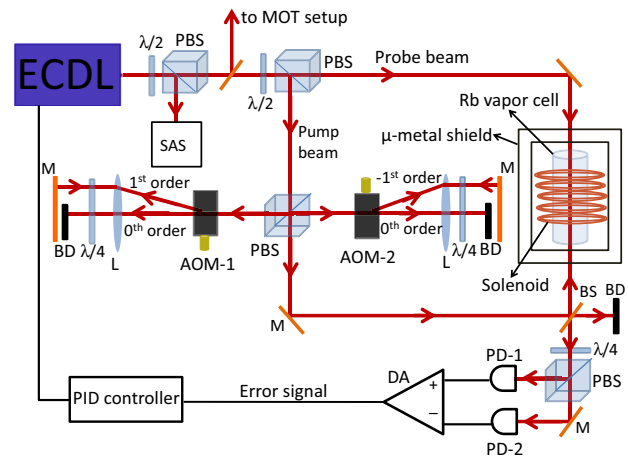 to MOT setup
λ/2
PBS
ECDL
λ/2
PBS
Probe beam
Rb vapor cell
μ-metal shield
SAS
Pump
beam
M
1st order
-1st order
M
0th order
0th order
BD
λ/4
L
AOM-1
PBS
AOM-2
L
λ/4
BD
Solenoid
BS
BD
M
λ/4
PD-1
DA
PBS
+
Error signal
PID controller
−
M
PD-2